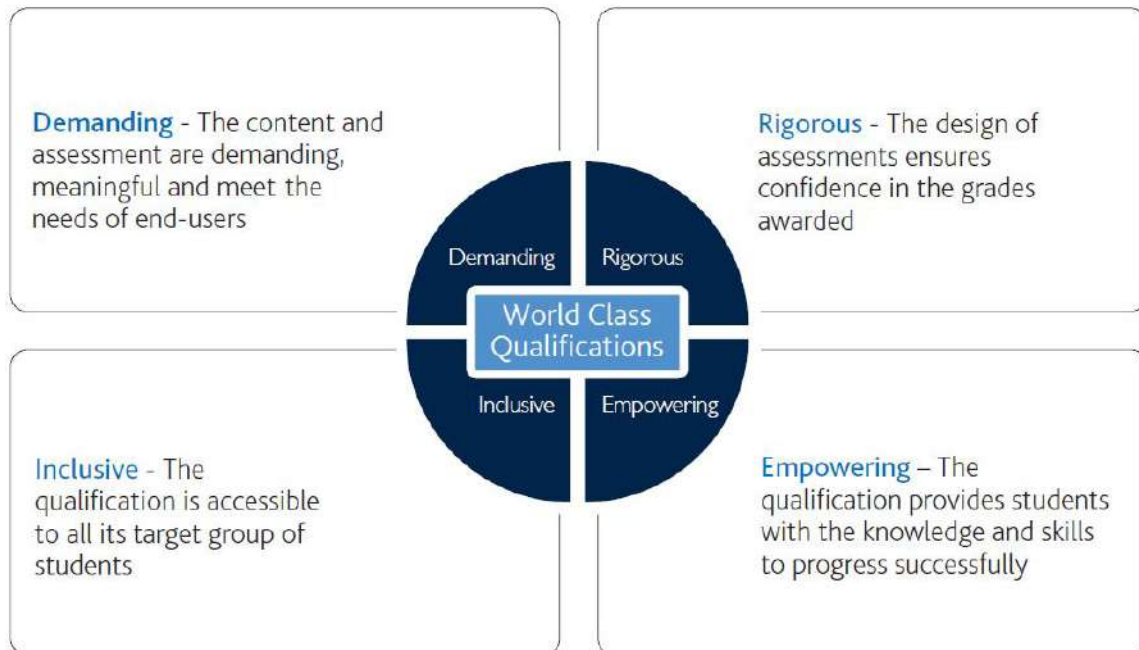 Demanding - The content and
assessment are demanding,
meaningful and meet the
needs of end-users
Rigorous - The design of
assessments ensures
confidence in the grades
awarded
Demanding
Rigorous
World Class
Qualifications
Inclusive
Empowering
Inclusive - The
qualification is accessible
to all its target group of
students
Empowering – The
qualification provides students
with the knowledge and skills
to progress successfully